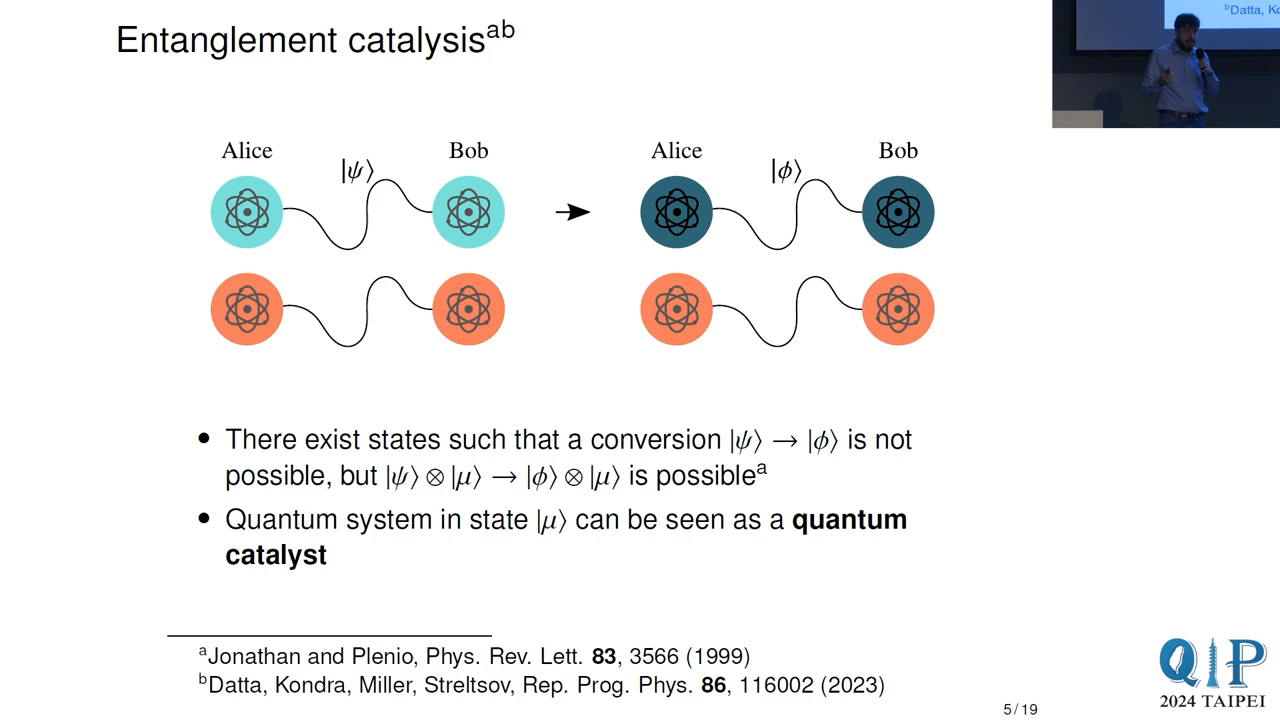 Entanglement catalysisᵃᵇ
ᵇDatta, Ko
Alice
|ψ⟩
Bob
Alice
|ϕ⟩
Bob
• There exist states such that a conversion |ψ⟩ → |ϕ⟩ is not
possible, but |ψ⟩ ⊗ |μ⟩ → |ϕ⟩ ⊗ |μ⟩ is possibleᵃ
• Quantum system in state |μ⟩ can be seen as a quantum
catalyst
ᵃJonathan and Plenio, Phys. Rev. Lett. 83, 3566 (1999)
ᵇDatta, Kondra, Miller, Streltsov, Rep. Prog. Phys. 86, 116002 (2023)
5 / 19
QIP
2024 TAIPEI